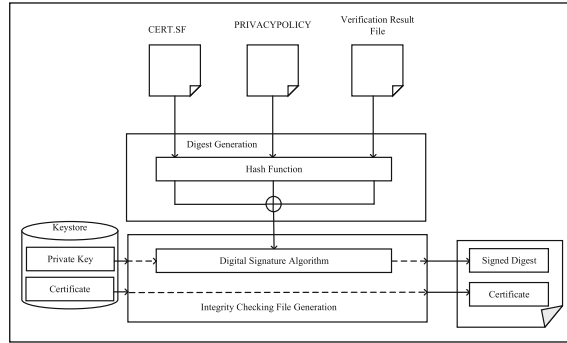 CERT.SF
PRIVACYPOLICY
Verification Result
File
Digest Generation
Hash Function
Keystore
Private Key
Certificate
Digital Signature Algorithm
Integrity Checking File Generation
Signed Digest
Certificate